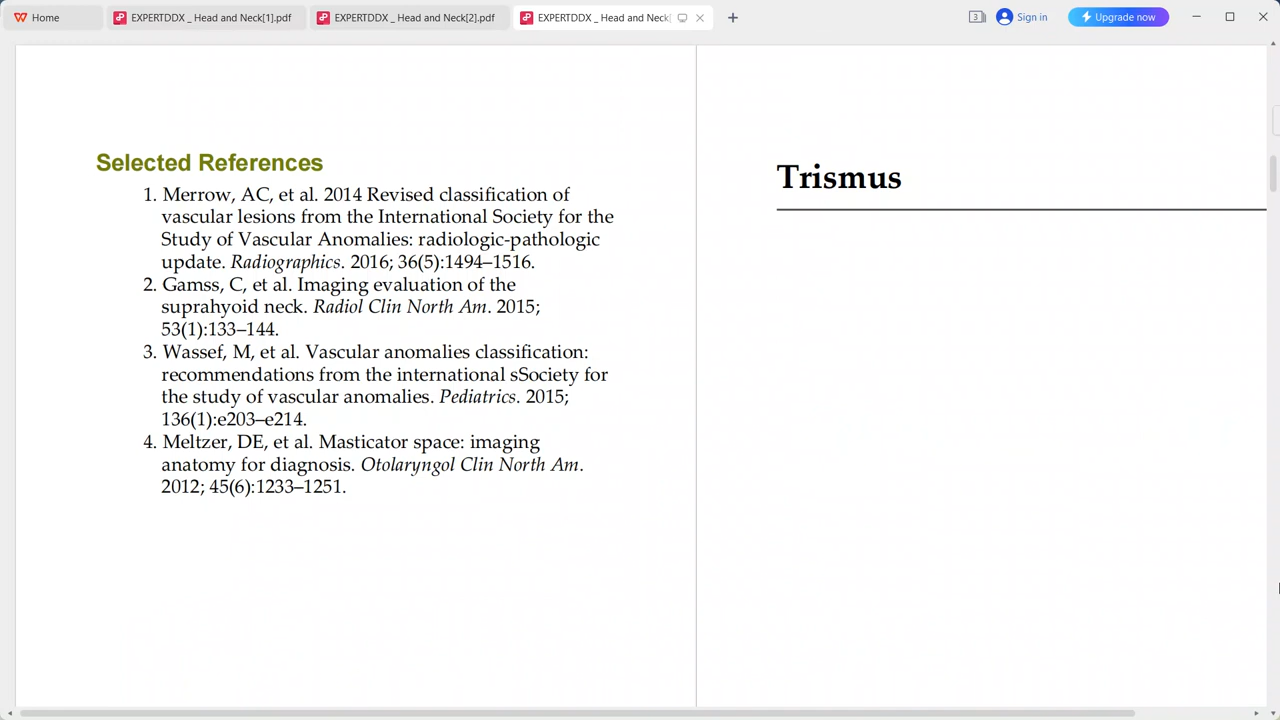 Home
EXPERTDDX _ Head and Neck[1].pdf
EXPERTDDX _ Head and Neck[2].pdf
EXPERTDDX _ Head and Neck[
3
Sign in
Upgrade now
Selected References
1. Merrow, AC, et al. 2014 Revised classification of
vascular lesions from the International Society for the
Study of Vascular Anomalies: radiologic-pathologic
update. Radiographics. 2016; 36(5):1494–1516.
2. Gamss, C, et al. Imaging evaluation of the
suprahyoid neck. Radiol Clin North Am. 2015;
53(1):133–144.
3. Wassef, M, et al. Vascular anomalies classification:
recommendations from the international sSociety for
the study of vascular anomalies. Pediatrics. 2015;
136(1):e203–e214.
4. Meltzer, DE, et al. Masticator space: imaging
anatomy for diagnosis. Otolaryngol Clin North Am.
2012; 45(6):1233–1251.
Trismus